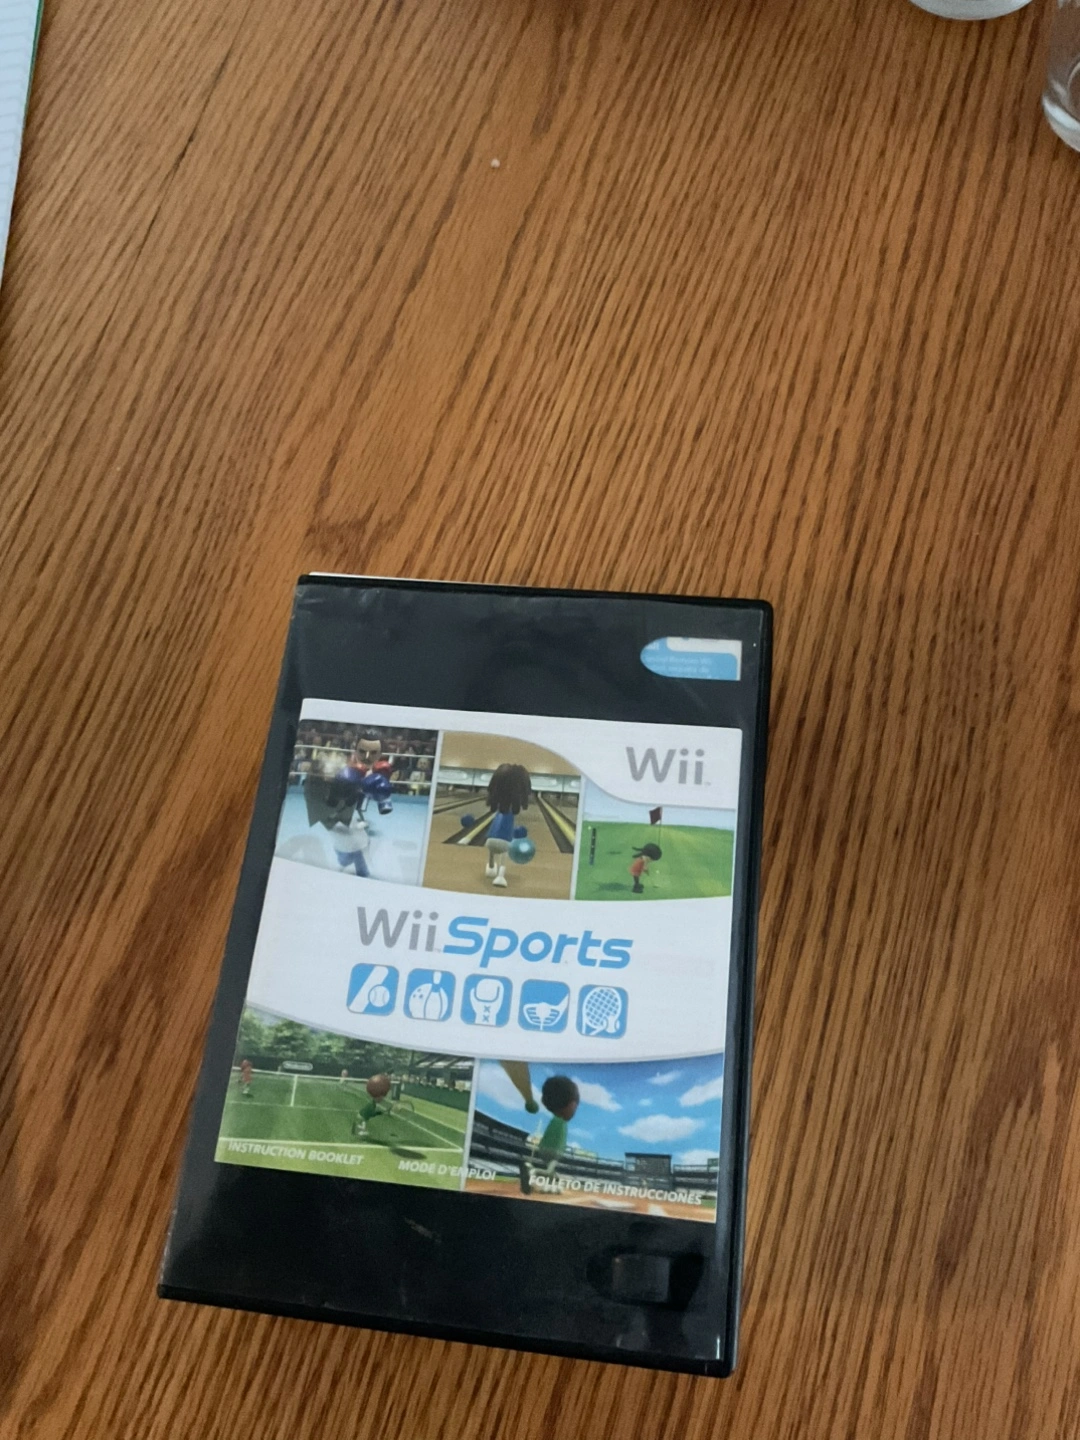 Wii
Wii Sports
INSTRUCTION BOOKLET MODE D'EMPLOI FOLLETO DE INSTRUCCIONES